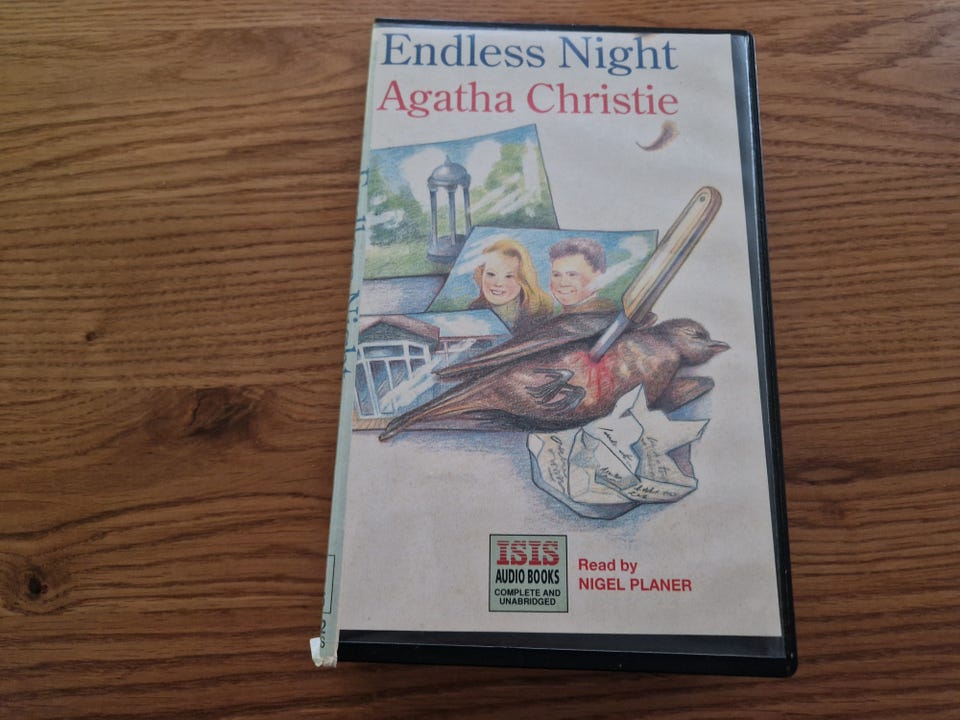 Endless Night
Agatha Christie
ISIS
AUDIO BOOKS
COMPLETE AND
UNABRIDGED
Read by
NIGEL PLANER